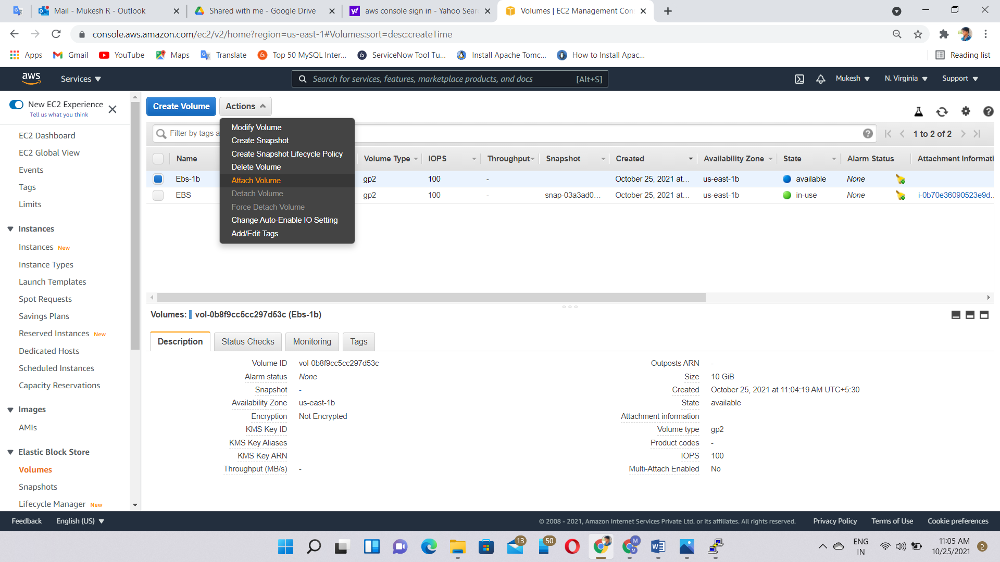 Mail - Mukesh R - Outlook
Shared with me - Google Drive
aws console sign in - Yahoo Sear
Volumes | EC2 Management Con
console.aws.amazon.com/ec2/v2/home?region=us-east-1#Volumes:sort=desc:createTime
Apps
Gmail
YouTube
Maps
Translate
Top 50 MySQL Inter...
ServiceNow Tool Tu...
Install Apache Tomc...
How to Install Apac...
Reading list
aws
Services
Search for services, features, marketplace products, and docs
[Alt+S]
Mukesh
N. Virginia
Support
New EC2 Experience
Tell us what you think
EC2 Dashboard
EC2 Global View
Events
Tags
Limits
Instances
Instances New
Instance Types
Launch Templates
Spot Requests
Savings Plans
Reserved Instances New
Dedicated Hosts
Scheduled Instances
Capacity Reservations
Images
AMIs
Elastic Block Store
Volumes
Snapshots
Lifecycle Manager New
Create Volume
Actions
Modify Volume
Create Snapshot
Create Snapshot Lifecycle Policy
Delete Volume
Attach Volume
Detach Volume
Force Detach Volume
Change Auto-Enable IO Setting
Add/Edit Tags
Filter by tags a
1 to 2 of 2
Name Volume Type IOPS Throughput Snapshot Created Availability Zone State Alarm Status Attachment Informati
Ebs-1b gp2 100 - October 25, 2021 at... us-east-1b available None
EBS gp2 100 - snap-03a3ad0... October 25, 2021 at... us-east-1b in-use None i-0b70e36090523e9d...
Volumes: vol-0b8f9cc5cc297d53c (Ebs-1b)
Description
Status Checks
Monitoring
Tags
Volume ID vol-0b8f9cc5cc297d53c
Alarm status None
Snapshot -
Availability Zone us-east-1b
Encryption Not Encrypted
KMS Key ID
KMS Key Aliases
KMS Key ARN
Throughput (MB/s) -
Outposts ARN -
Size 10 GiB
Created October 25, 2021 at 11:04:19 AM UTC+5:30
State available
Attachment information
Volume type gp2
Product codes -
IOPS 100
Multi-Attach Enabled No
Feedback
English (US)
© 2008 - 2021, Amazon Internet Services Private Ltd. or its affiliates. All rights reserved.
Privacy Policy
Terms of Use
Cookie preferences
13
50
M
M
ENG
IN
11:05 AM
10/25/2021
2